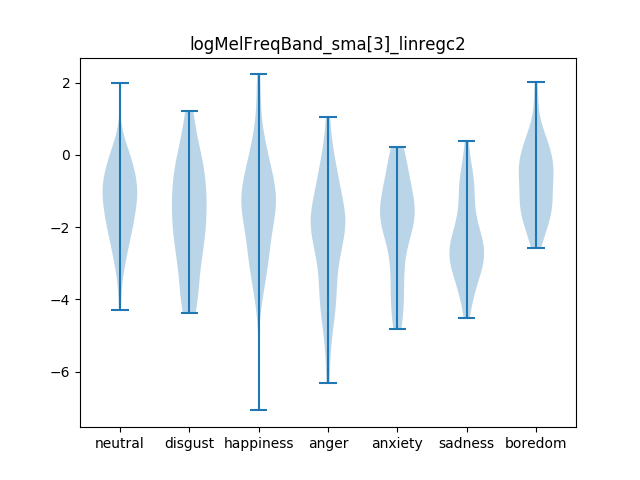 logMelFreqBand_sma[3]_linregc2
2
0
−2
−4
−6
neutral disgust happiness anger anxiety sadness boredom